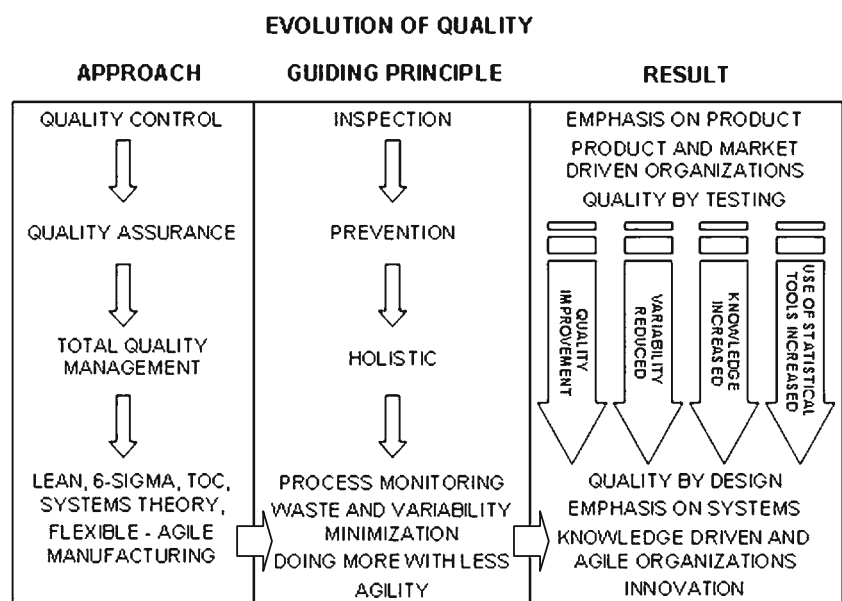 EVOLUTION OF QUALITY
APPROACH
GUIDING PRINCIPLE
RESULT
QUALITY CONTROL
QUALITY ASSURANCE
TOTAL QUALITY
MANAGEMENT
LEAN, 6-SIGMA, TOC,
SYSTEMS THEORY,
FLEXIBLE - AGILE
MANUFACTURING
INSPECTION
PREVENTION
HOLISTIC
PROCESS MONITORING
WASTE AND VARIABILITY
MINIMIZATION
DOING MORE WITH LESS
AGILITY
EMPHASIS ON PRODUCT
PRODUCT AND MARKET
DRIVEN ORGANIZATIONS
QUALITY BY TESTING
QUALITY
IMPROVEMENT
VARIABILITY
REDUCED
KNOWLEDGE
INCREASED
USE OF STATISTICAL
TOOLS INCREASED
QUALITY BY DESIGN
EMPHASIS ON SYSTEMS
KNOWLEDGE DRIVEN AND
AGILE ORGANIZATIONS
INNOVATION